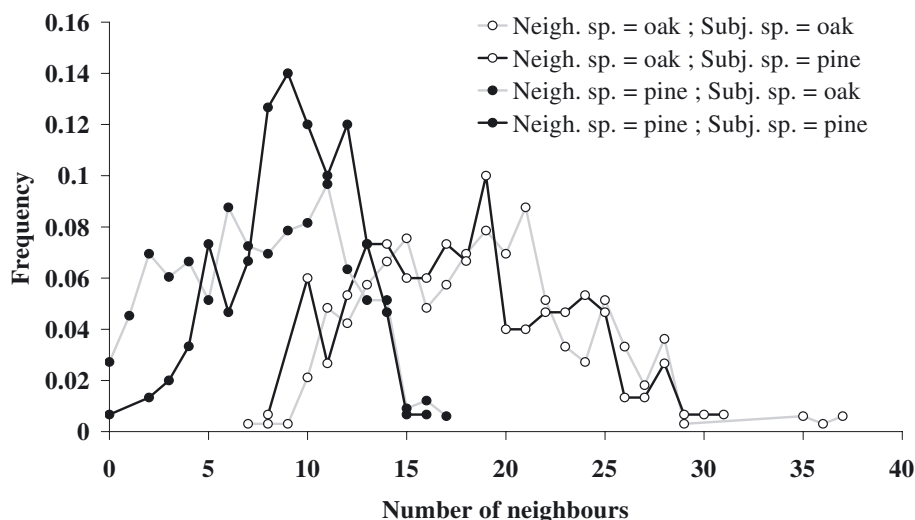 0.16
0.14
0.12
0.1
0.08
0.06
0.04
0.02
0
Frequency
Neigh. sp. = oak ; Subj. sp. = oak
Neigh. sp. = oak ; Subj. sp. = pine
Neigh. sp. = pine ; Subj. sp. = oak
Neigh. sp. = pine ; Subj. sp. = pine
0 5 10 15 20 25 30 35 40
Number of neighbours